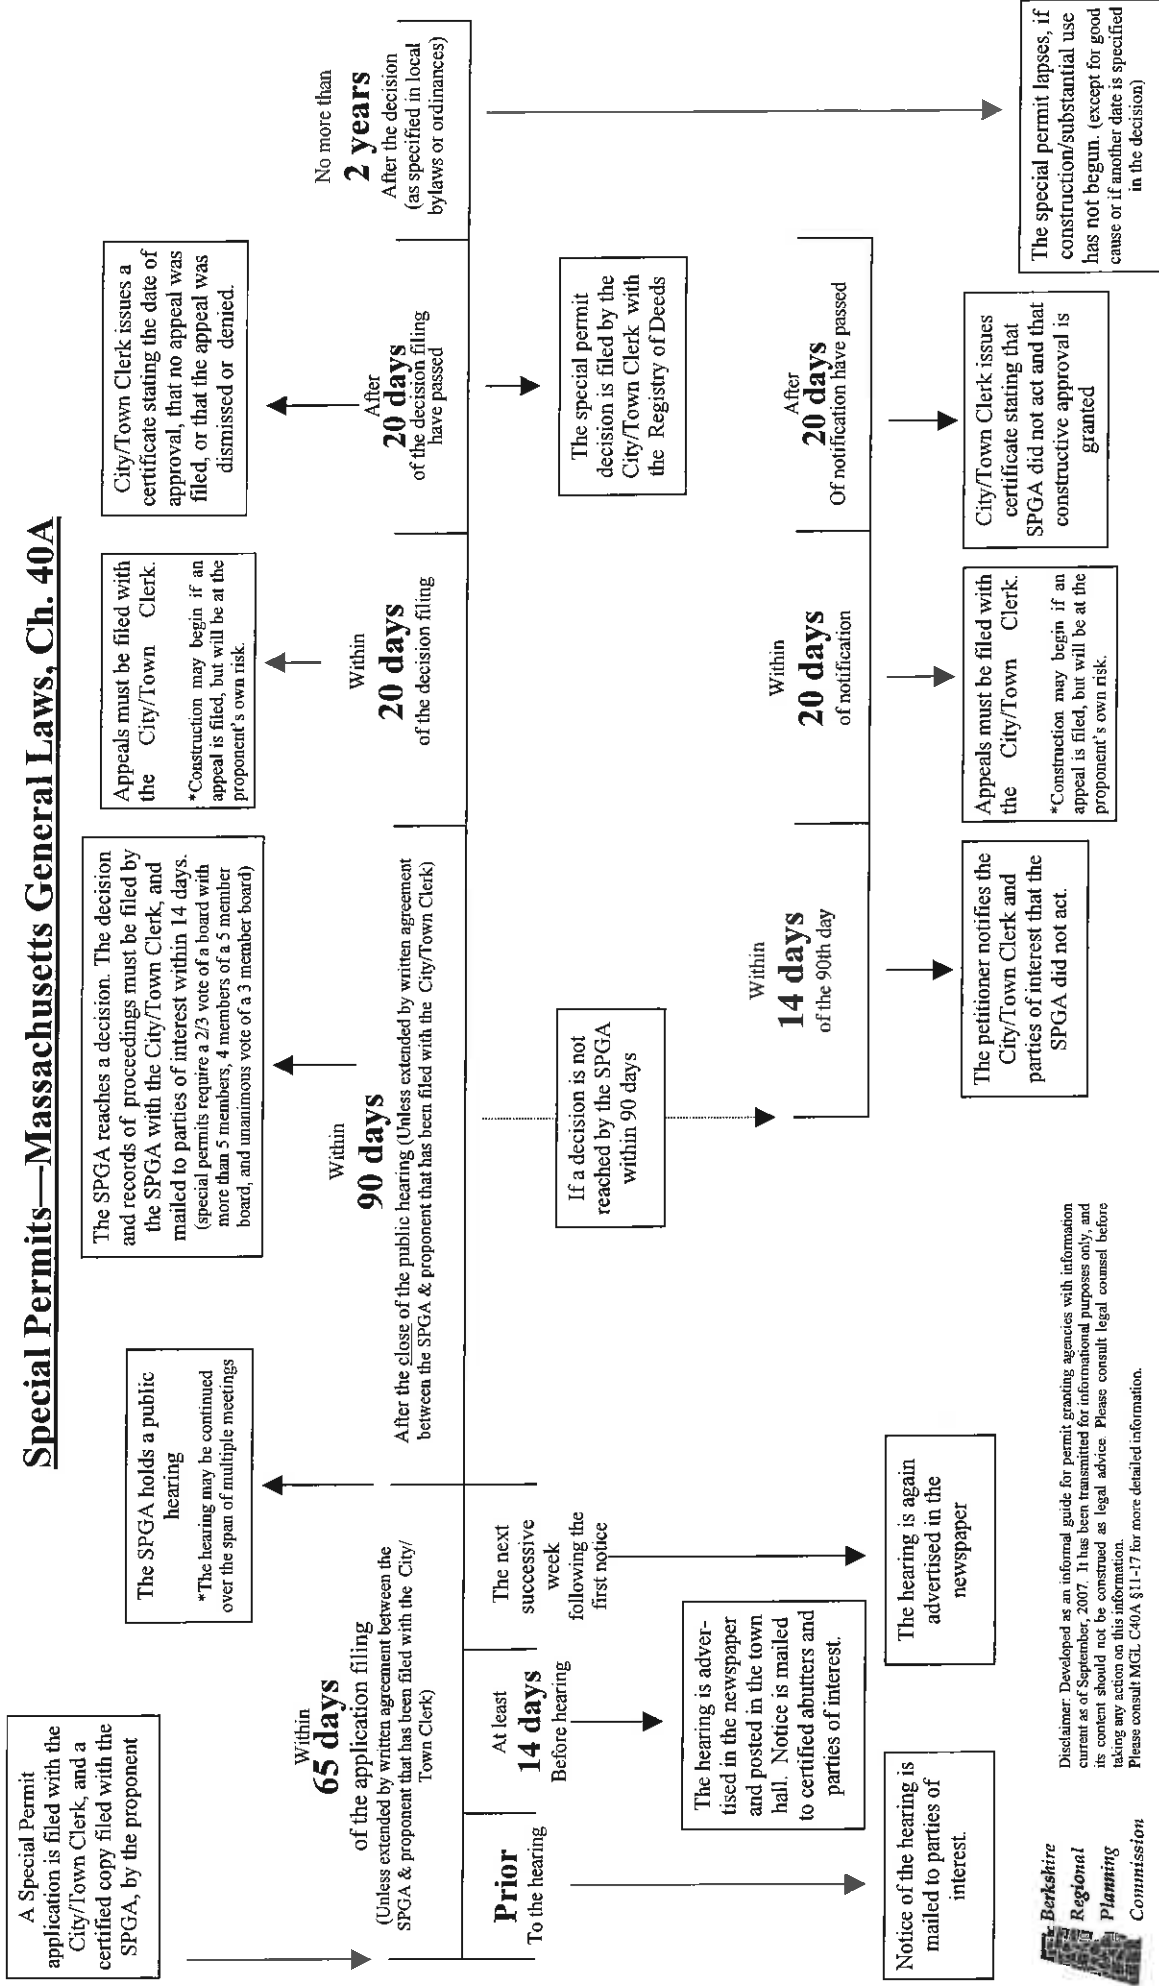 Special Permits—Massachusetts General Laws, Ch. 40A
A Special Permit
application is filed with the
City/Town Clerk, and a
certified copy filed with the
SPGA, by the proponent
The SPGA holds a public
hearing
*The hearing may be continued
over the span of multiple meetings
The SPGA reaches a decision. The decision
and records of proceedings must be filed by
the SPGA with the City/Town Clerk, and
mailed to parties of interest within 14 days.
(special permits require a 2/3 vote of a board with
more than 5 members, 4 members of a 5 member
board, and unanimous vote of a 3 member board)
Appeals must be filed with
the City/Town Clerk.
*Construction may begin if an
appeal is filed, but will be at the
proponent's own risk.
City/Town Clerk issues a
certificate stating the date of
approval, that no appeal was
filed, or that the appeal was
dismissed or denied.
Within
65 days
of the application filing
(Unless extended by written agreement between the
SPGA & proponent that has been filed with the City/
Town Clerk)
Within
90 days
After the close of the public hearing (Unless extended by written agreement
between the SPGA & proponent that has been filed with the City/Town Clerk)
Within
20 days
of the decision filing
After
20 days
of the decision filing
have passed
No more than
2 years
After the decision
(as specified in local
bylaws or ordinances)
Prior
To the hearing
At least
14 days
Before hearing
The next
successive
week
following the
first notice
If a decision is not
reached by the SPGA
within 90 days
The special permit
decision is filed by the
City/Town Clerk with
the Registry of Deeds
The hearing is adver-
tised in the newspaper
and posted in the town
hall. Notice is mailed
to certified abutters and
parties of interest.
Within
14 days
of the 90th day
Within
20 days
of notification
After
20 days
Of notification have passed
Notice of the hearing is
mailed to parties of
interest.
The hearing is again
advertised in the
newspaper
The petitioner notifies the
City/Town Clerk and
parties of interest that the
SPGA did not act.
Appeals must be filed with
the City/Town Clerk.
*Construction may begin if an
appeal is filed, but will be at the
proponent's own risk.
City/Town Clerk issues
certificate stating that
SPGA did not act and that
constructive approval is
granted
The special permit lapses, if
construction/substantial use
has not begun. (except for good
cause or if another date is specified
in the decision)
Berkshire
Regional
Planning
Commission
Disclaimer: Developed as an informal guide for permit granting agencies with information
current as of September, 2007. It has been transmitted for informational purposes only, and
its content should not be construed as legal advice. Please consult legal counsel before
taking any action on this information.
Please consult MGL C40A §11-17 for more detailed information.